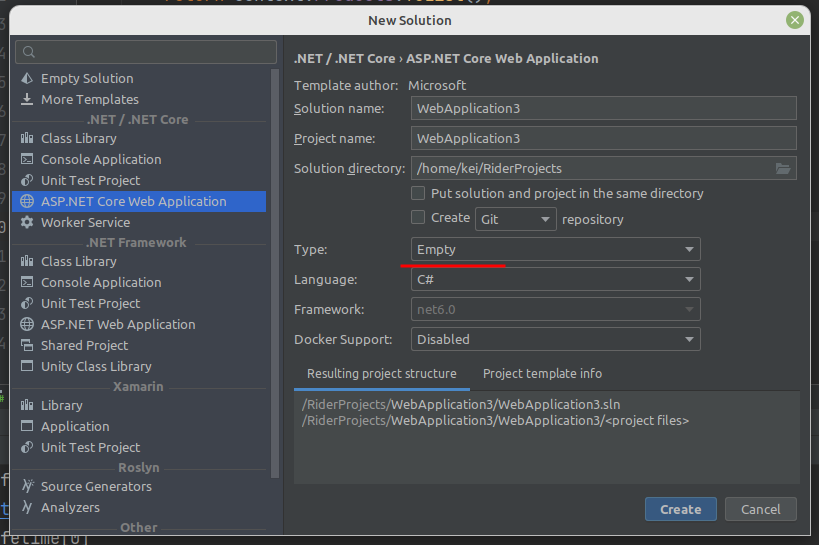 New Solution
Empty Solution
More Templates
.NET / .NET Core
Class Library
Console Application
Unit Test Project
ASP.NET Core Web Application
Worker Service
.NET Framework
Class Library
Console Application
Unit Test Project
ASP.NET Web Application
Shared Project
Unity Class Library
Xamarin
Library
Application
Unit Test Project
Roslyn
Source Generators
Analyzers
Other
.NET / .NET Core › ASP.NET Core Web Application
Template author: Microsoft
Solution name: WebApplication3
Project name: WebApplication3
Solution directory: /home/kei/RiderProjects
Put solution and project in the same directory
Create Git repository
Type: Empty
Language: C#
Framework: net6.0
Docker Support: Disabled
Resulting project structure Project template info
/RiderProjects/WebApplication3/WebApplication3.sln
/RiderProjects/WebApplication3/WebApplication3/<project files>
Create Cancel